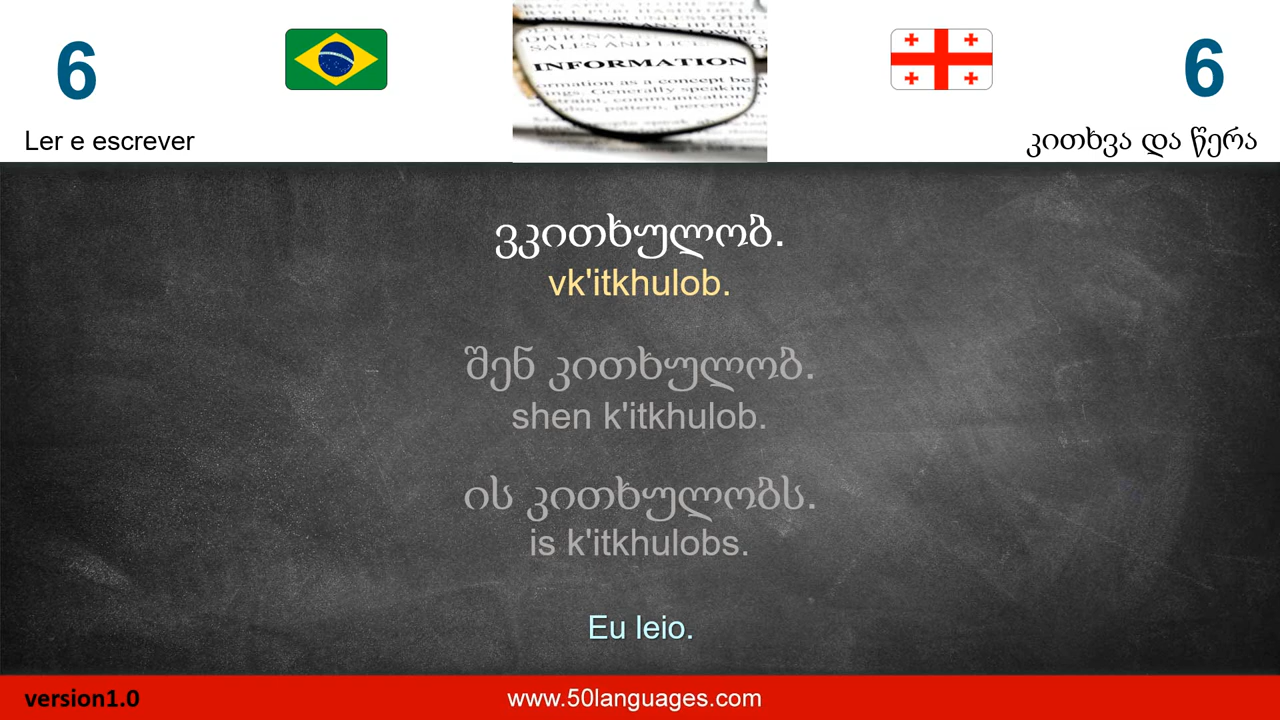 6
6
Ler e escrever
კითხვა და წერა
INFORMATION
ვკითხულობ.
vk'itkhulob.
შენ კითხულობ.
shen k'itkhulob.
ის კითხულობს.
is k'itkhulobs.
Eu leio.
version1.0
www.50languages.com